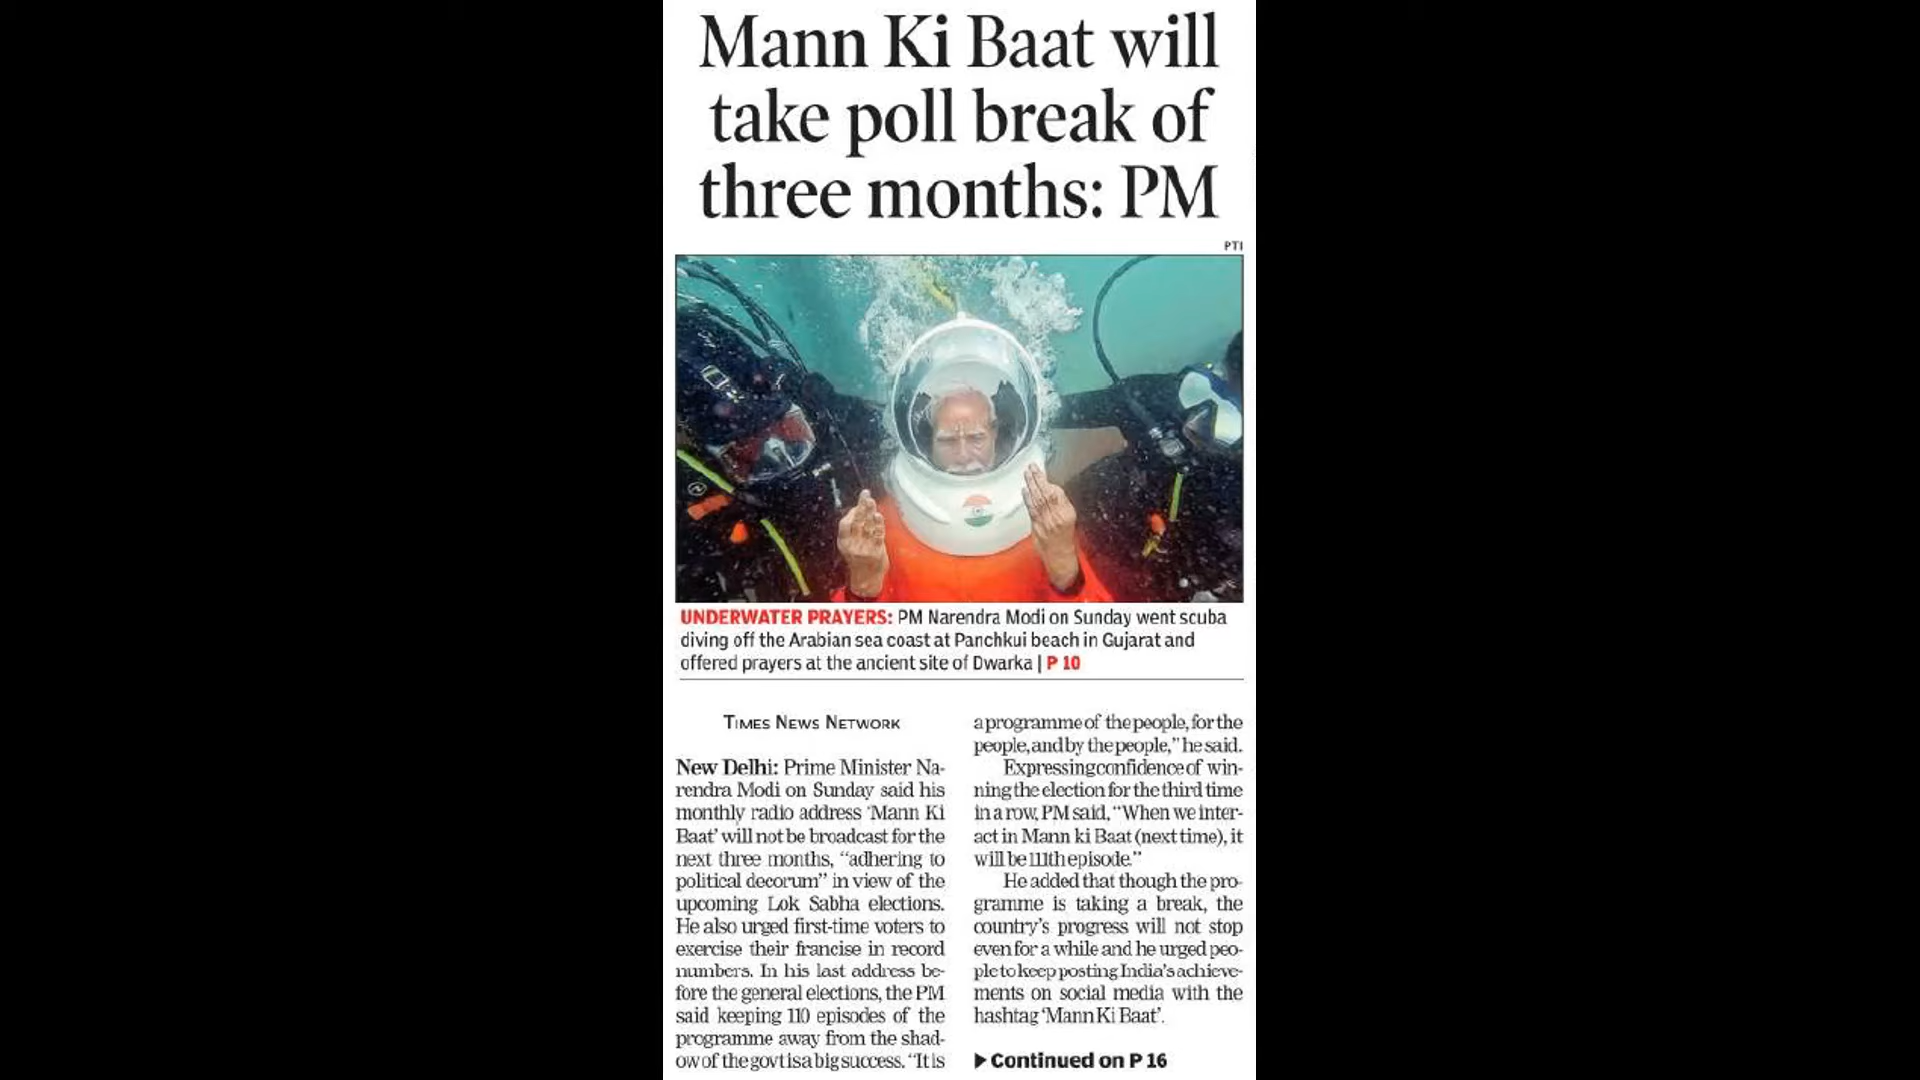 Mann Ki Baat will
take poll break of
three months: PM
PTI
UNDERWATER PRAYERS: PM Narendra Modi on Sunday went scuba
diving off the Arabian sea coast at Panchkui beach in Gujarat and
offered prayers at the ancient site of Dwarka | P 10
TIMES NEWS NETWORK
New Delhi: Prime Minister Na-
rendra Modi on Sunday said his
monthly radio address ‘Mann Ki
Baat’ will not be broadcast for the
next three months, “adhering to
political decorum” in view of the
upcoming Lok Sabha elections.
He also urged first-time voters to
exercise their francise in record
numbers. In his last address be-
fore the general elections, the PM
said keeping 110 episodes of the
programme away from the shad-
ow of the govt is a big success. “It is
a programme of the people, for the
people, and by the people,” he said.
Expressing confidence of win-
ning the election for the third time
in a row, PM said, “When we inter-
act in Mann ki Baat (next time), it
will be 111th episode.”
He added that though the pro-
gramme is taking a break, the
country’s progress will not stop
even for a while and he urged peo-
ple to keep posting India’s achieve-
ments on social media with the
hashtag ‘Mann Ki Baat’.
▶Continued on P 16